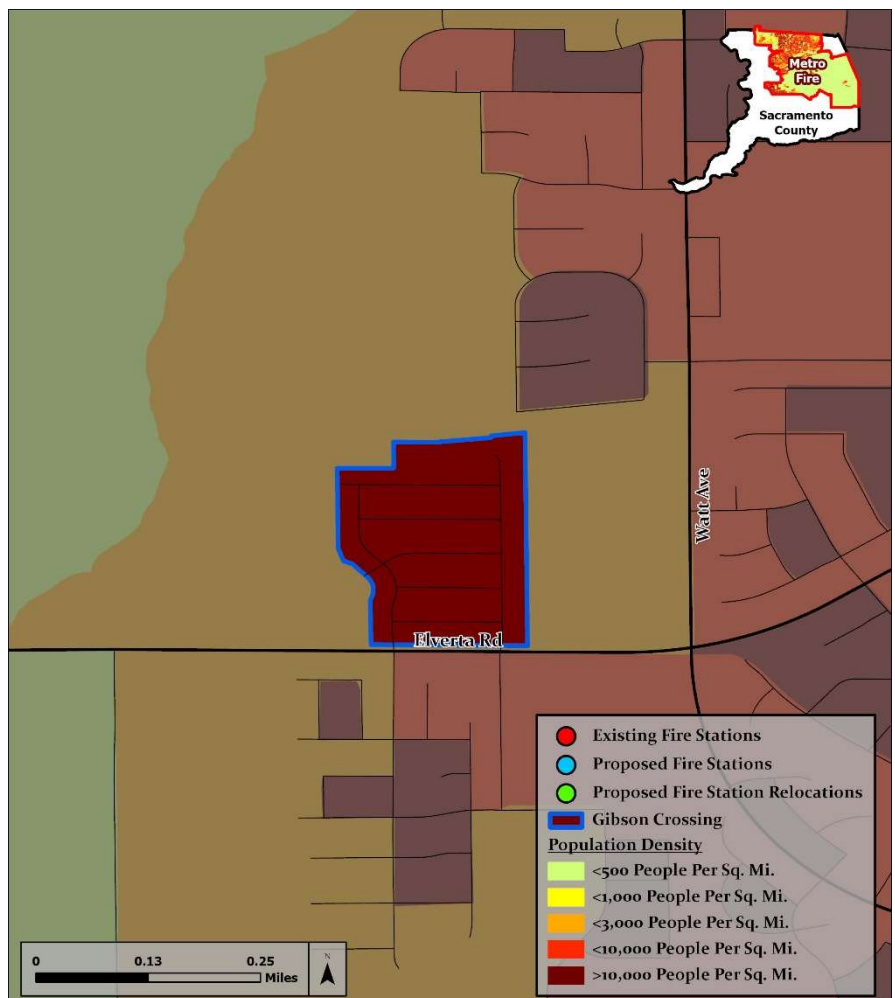 Metro
Fire
Sacramento
County
Watt Ave
Elverta Rd
Existing Fire Stations
Proposed Fire Stations
Proposed Fire Station Relocations
Gibson Crossing
Population Density
<500 People Per Sq. Mi.
<1,000 People Per Sq. Mi.
<3,000 People Per Sq. Mi.
<10,000 People Per Sq. Mi.
>10,000 People Per Sq. Mi.
0 0.13 0.25
Miles
N